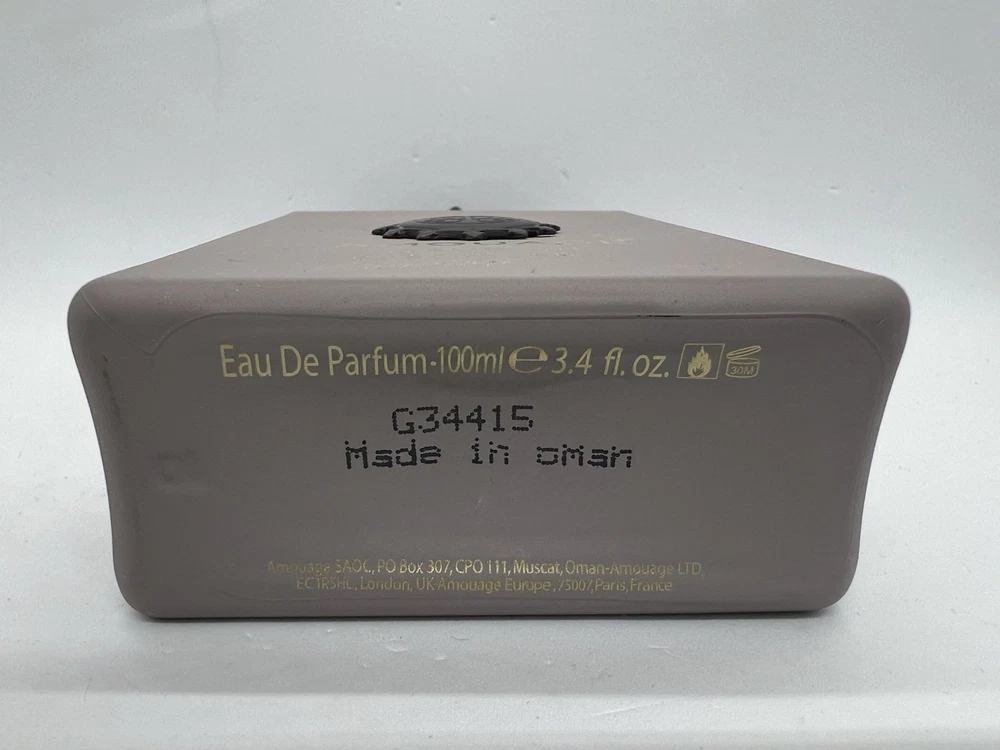 Eau De Parfum-100ml ℮ 3.4 fl. oz. 30M
G34415
Made in oman
Amouage SAOC, PO Box 307, CPO 111, Muscat, Oman-Amouage LTD,
EC1R5HL, London, UK-Amouage Europe, 75007, Paris, France